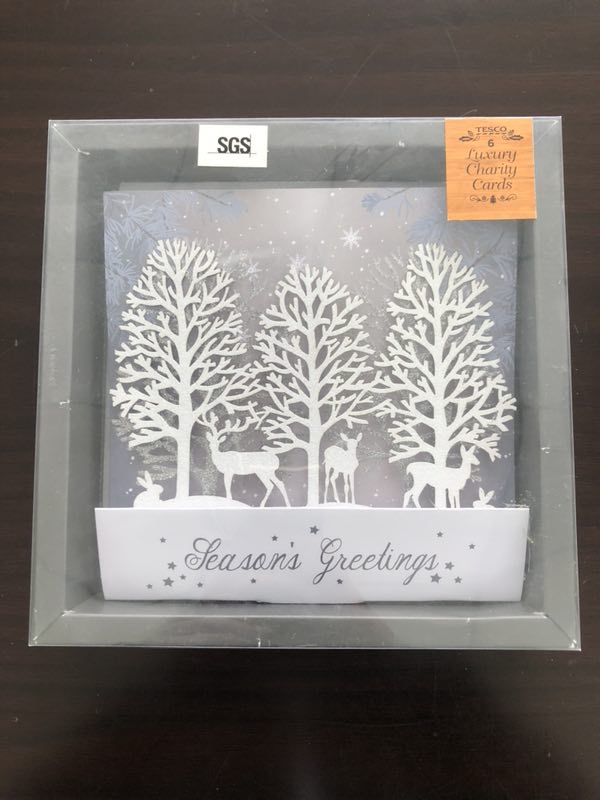 SGS
TESCO
6
Luxury
Charity
Cards
Season's Greetings